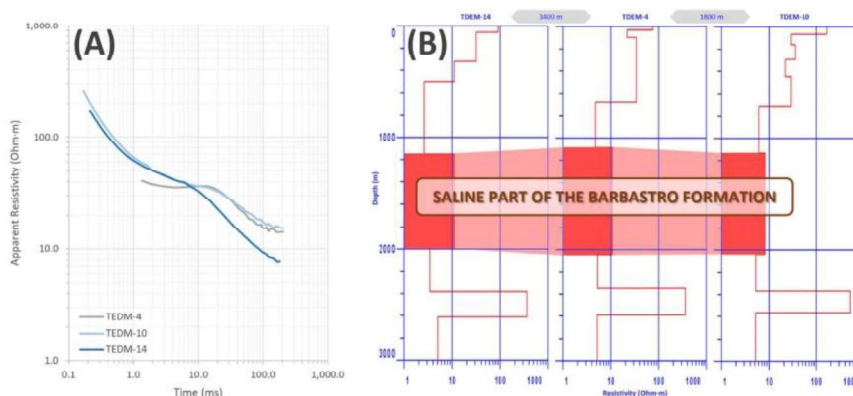 (A)
1,000.0
100.0
10.0
1.0
Apparent Resistivity (Ohm·m)
TEDM-4
TEDM-10
TEDM-14
0.1 1.0 10.0 100.0 1,000.0
Time (ms)
(B)
TDEM-14 3400 m TDEM-4 1800 m TDEM-10
0
1000
2000
3000
Depth (m)
SALINE PART OF THE BARBASTRO FORMATION
1 10 100 1000 1 10 100 1000 1 10 100
Resistivity (Ohm·m)